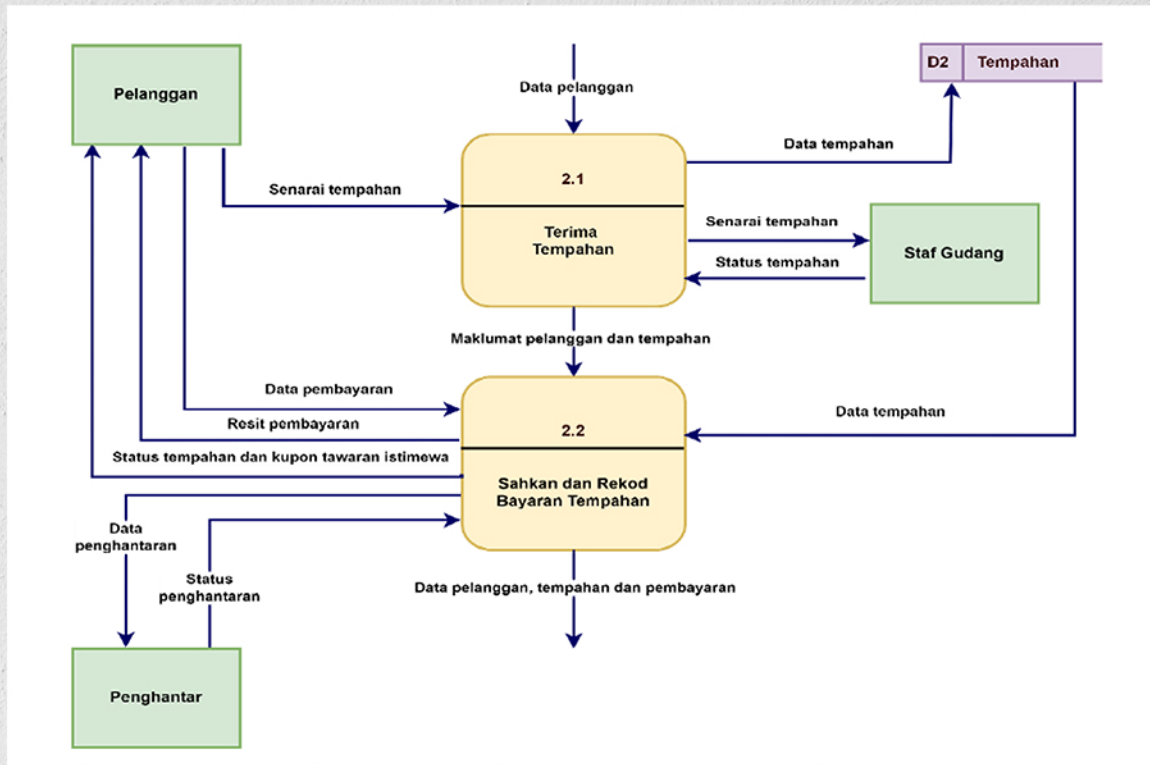 Pelanggan
Data pelanggan
D2 Tempahan
Data tempahan
Senarai tempahan
2.1
Terima
Tempahan
Senarai tempahan
Status tempahan
Staf Gudang
Maklumat pelanggan dan tempahan
Data pembayaran
Resit pembayaran
Status tempahan dan kupon tawaran istimewa
2.2
Sahkan dan Rekod
Bayaran Tempahan
Data tempahan
Data
penghantaran
Status
penghantaran
Data pelanggan, tempahan dan pembayaran
Penghantar